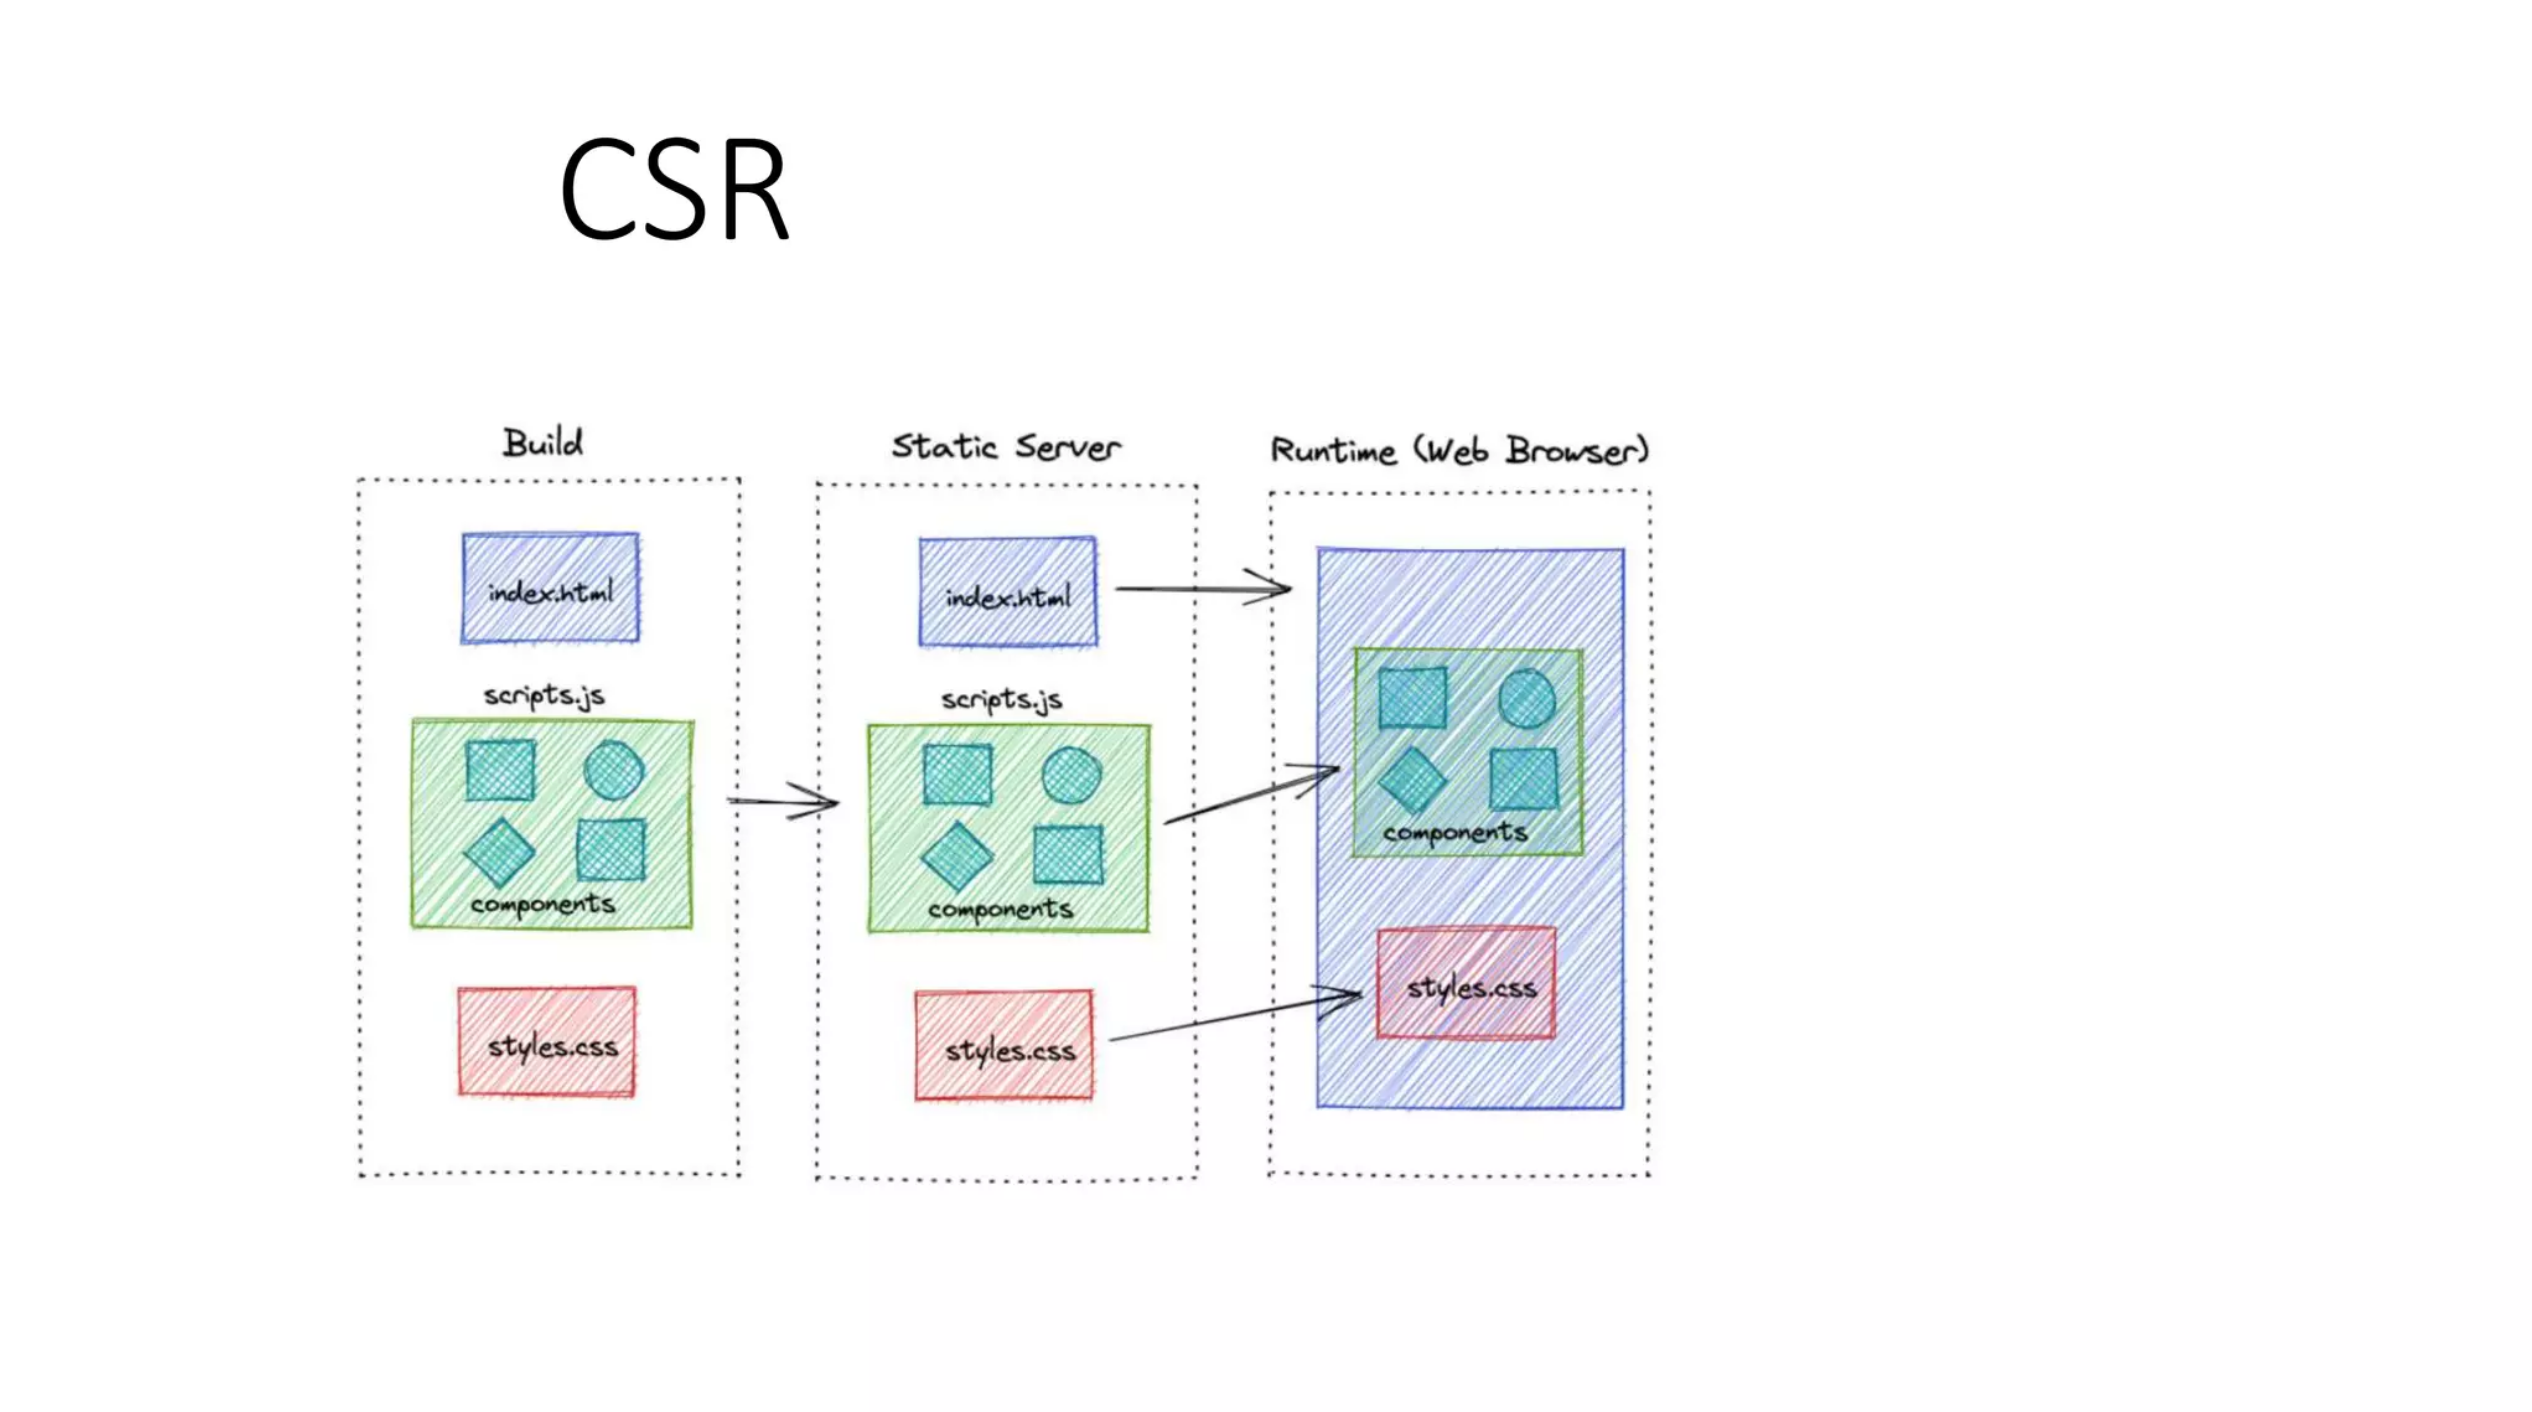 CSR
Build
index.html
scripts.js
components
styles.css
Static Server
index.html
scripts.js
components
styles.css
Runtime (Web Browser)
components
styles.css